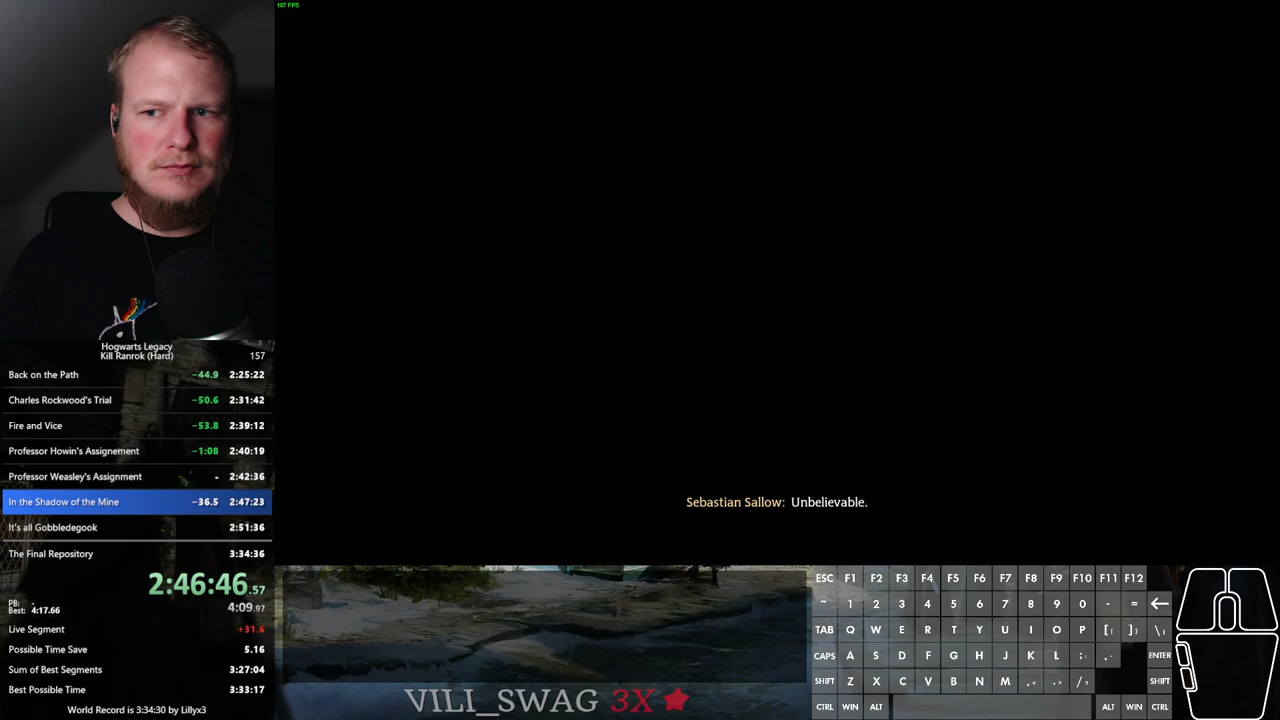 107 FPS
Sebastian Sallow: Unbelievable.
Hogwarts Legacy
Kill Ranrok (Hard) 157
Back on the Path -44.9 2:25:22
Charles Rockwood's Trial -50.6 2:31:42
Fire and Vice -53.8 2:39:12
Professor Howin's Assignement -1:08 2:40:19
Professor Weasley's Assignment - 2:42:36
In the Shadow of the Mine -36.5 2:47:23
It's all Gobbledegook 2:51:36
The Final Repository 3:34:36
2:46:46.57
PB: -
Best: 4:17.66 4:09.97
Live Segment +31.6
Possible Time Save 5.16
Sum of Best Segments 3:27:04
Best Possible Time 3:33:17
World Record is 3:34:30 by Lillyx3
VILI_SWAG 3X
ESC F1 F2 F3 F4 F5 F6 F7 F8 F9 F10 F11 F12
~ 1 2 3 4 5 6 7 8 9 0 - =
TAB Q W E R T Y U I O P [{ ]} \|
CAPS A S D F G H J K L ;: ENTER
SHIFT Z X C V B N M ,< .> /? SHIFT
CTRL WIN ALT ALT WIN CTRL